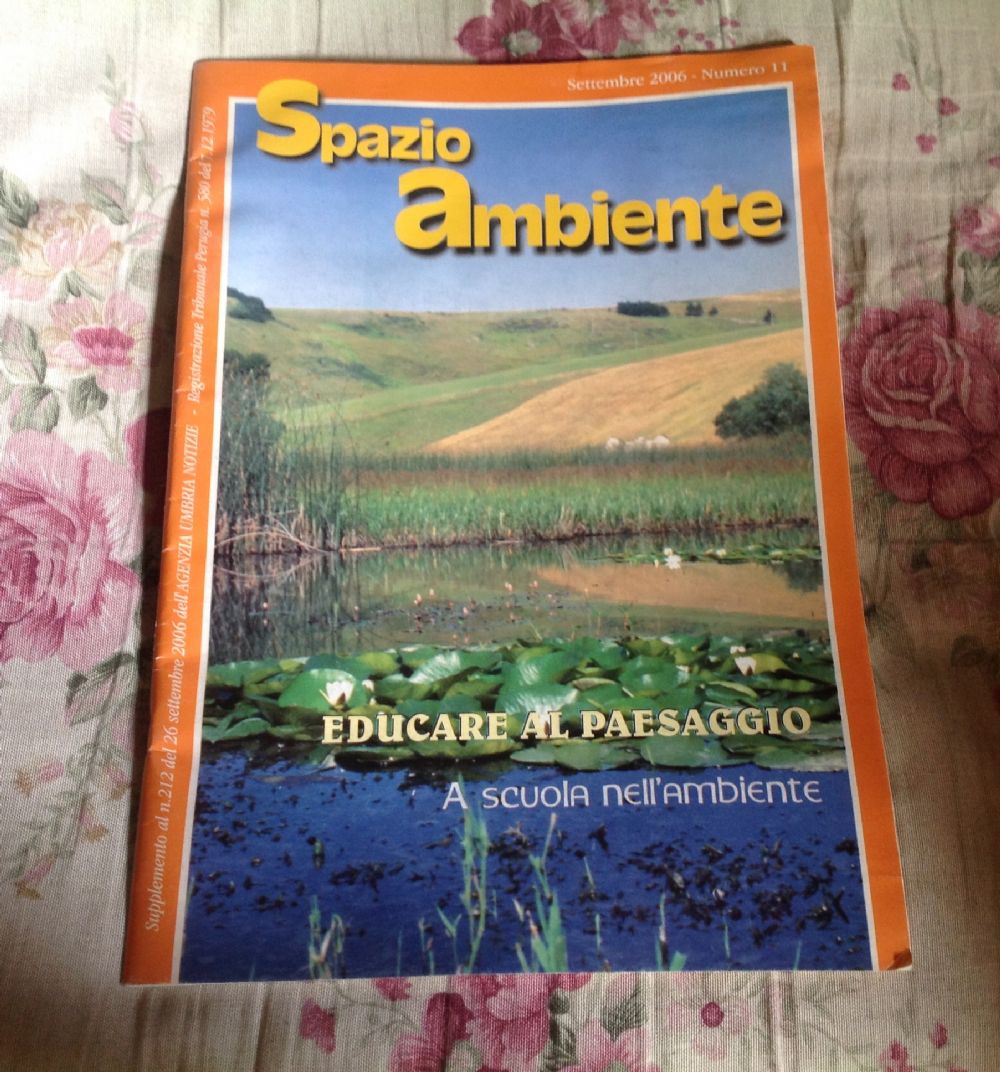 Settembre 2006 - Numero 11
Spazio
ambiente
EDUCARE AL PAESAGGIO
A scuola nell'ambiente
Supplemento al n.212 del 26 settembre 2006 dell'AGENZIA UMBRIA NOTIZIE - Registrazione Tribunale Perugia n. 580 del 7.12.1979